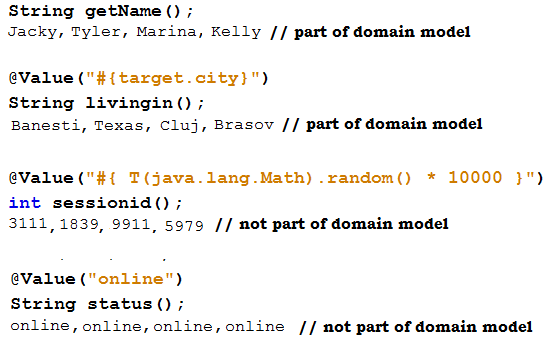 String getName();
Jacky, Tyler, Marina, Kelly // part of domain model
@Value("#{target.city}")
String livingin();
Banesti, Texas, Cluj, Brasov // part of domain model
@Value("#{ T(java.lang.Math).random() * 10000 }")
int sessionid();
3111, 1839, 9911, 5979 // not part of domain model
@Value("online")
String status();
online, online, online, online // not part of domain model